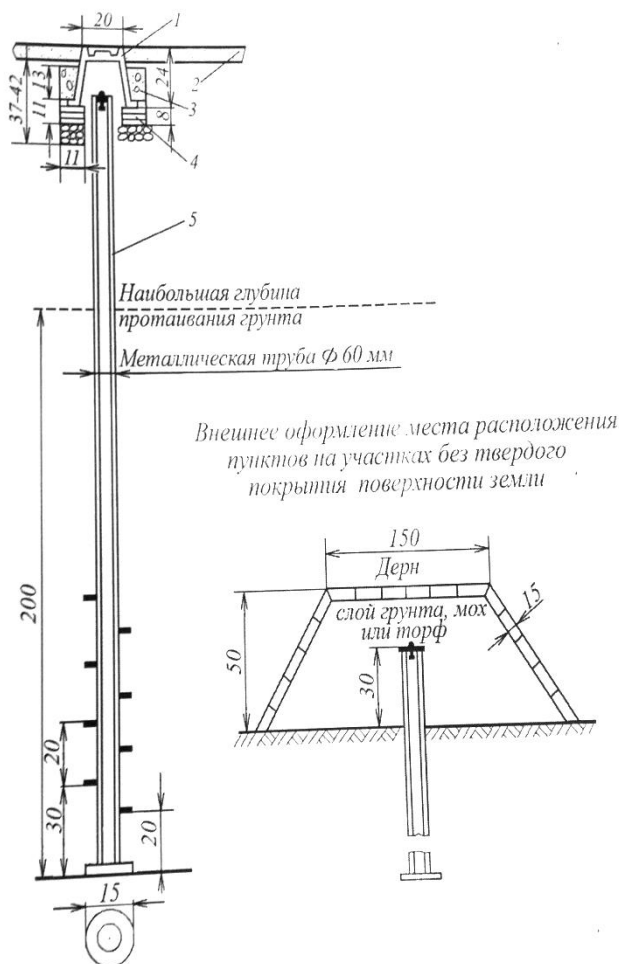 20
1
2
37-42
13
11
24
8
3
4
11
5
Наибольшая глубина
протаивания грунта
Металлическая труба Ф 60 мм
Внешнее оформление места расположения
пунктов на участках без твердого
покрытия поверхности земли
200
20
30
20
15
150
Дерн
слой грунта, мох
или торф
15
50
30